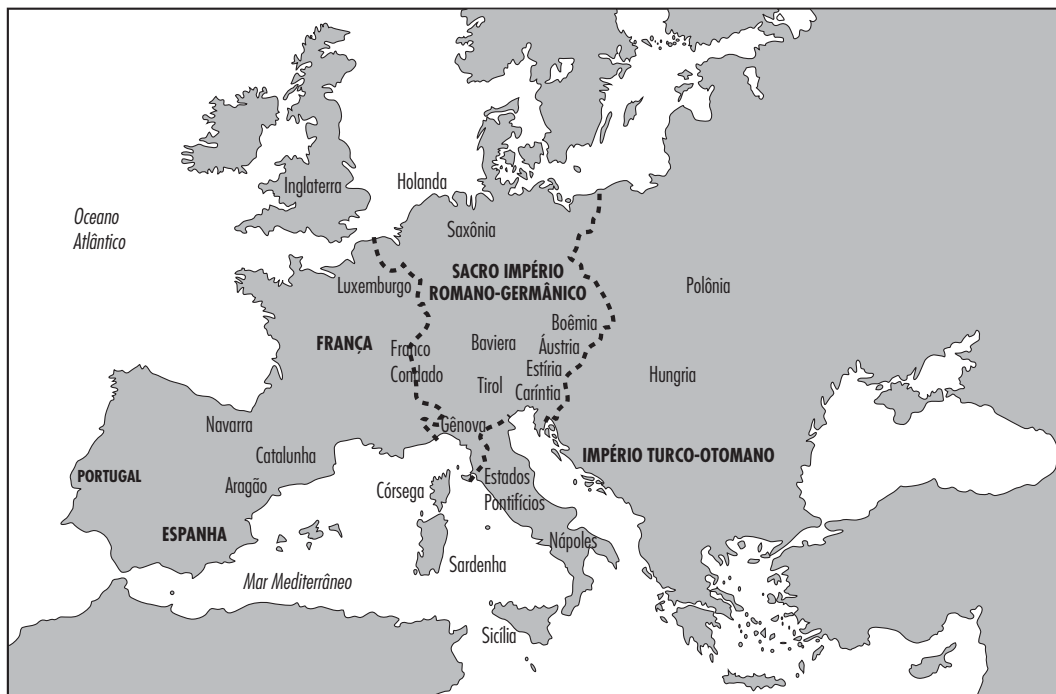 Inglaterra
Holanda
Oceano
Atlântico
Saxônia
SACRO IMPÉRIO
ROMANO-GERMÂNICO
Luxemburgo
Polônia
Boêmia
FRANÇA
Franco
Condado
Baviera
Áustria
Estíria
Tirol
Caríntia
Hungria
Navarra
Gênova
Catalunha
IMPÉRIO TURCO-OTOMANO
PORTUGAL
Aragão
Córsega
Estados
Pontifícios
ESPANHA
Nápoles
Mar Mediterrâneo
Sardenha
Sicília